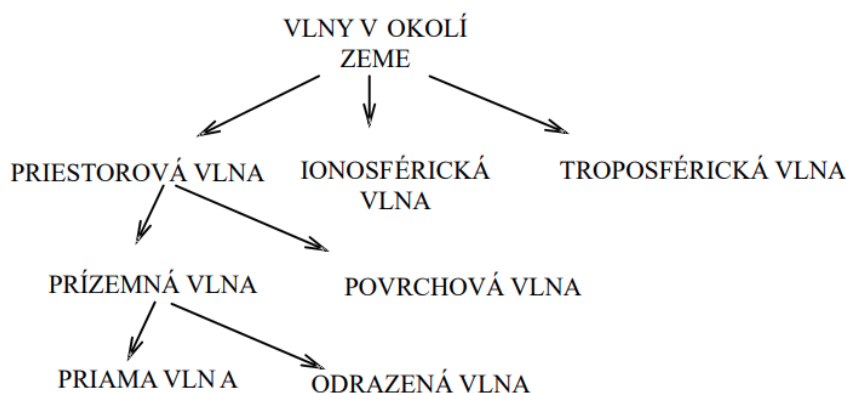 VLNY V OKOLÍ
ZEME
PRIESTOROVÁ VLNA
IONOSFÉRICKÁ
VLNA
TROPOSFÉRICKÁ VLNA
PRÍZEMNÁ VLNA
POVRCHOVÁ VLNA
PRIAMA VLN A
ODRAZENÁ VLNA